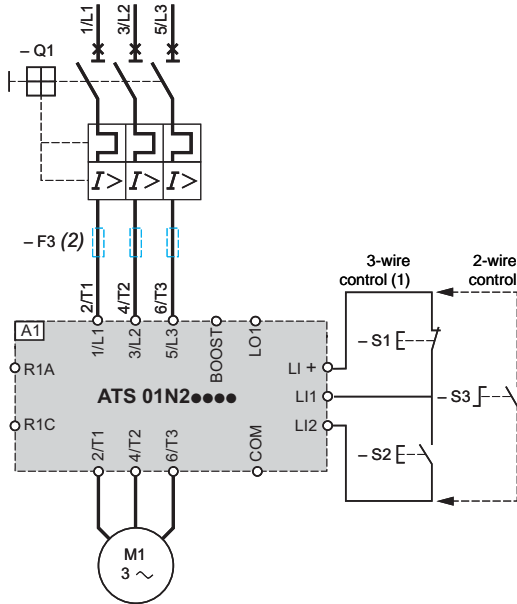 1/L1
3/L2
5/L3
– Q1
I>
I>
I>
– F3 (2)
2/T1
4/T2
6/T3
3-wire
control (1)
2-wire
control
A1
1/L1
3/L2
5/L3
BOOST
LO1
R1A
LI +
– S1
ATS 01N2●●●●
LI1
– S3
R1C
LI2
2/T1
4/T2
6/T3
COM
– S2
M1
3 ~